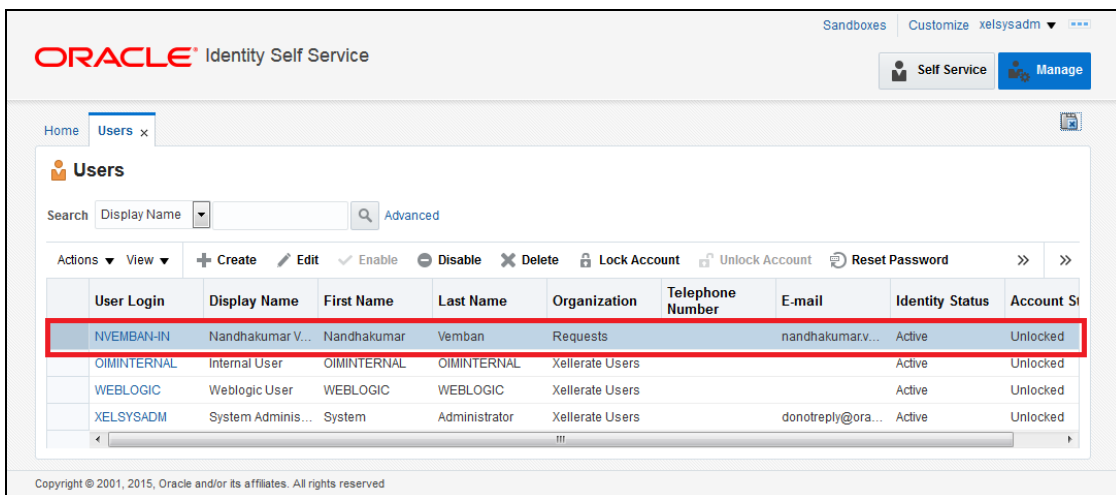 Sandboxes Customize xelsysadm
ORACLE® Identity Self Service
Self Service Manage
Home Users x
Users
Search Display Name Advanced
Actions View Create Edit Enable Disable Delete Lock Account Unlock Account Reset Password » »
User Login Display Name First Name Last Name Organization Telephone Number E-mail Identity Status Account St
NVEMBAN-IN Nandhakumar V... Nandhakumar Vemban Requests nandhakumar.v... Active Unlocked
OIMINTERNAL Internal User OIMINTERNAL OIMINTERNAL Xellerate Users Active Unlocked
WEBLOGIC Weblogic User WEBLOGIC WEBLOGIC Xellerate Users Active Unlocked
XELSYSADM System Adminis... System Administrator Xellerate Users donotreply@ora... Active Unlocked
Copyright © 2001, 2015, Oracle and/or its affiliates. All rights reserved